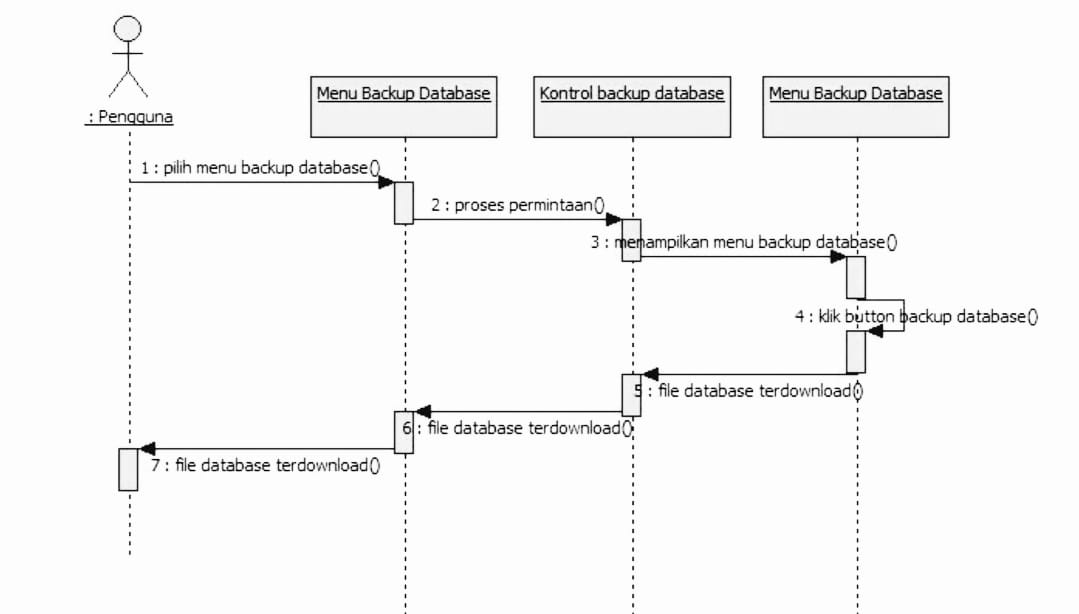 : Pengguna
Menu Backup Database
Kontrol backup database
Menu Backup Database
1 : pilih menu backup database()
2 : proses permintaan()
3 : menampilkan menu backup database()
4 : klik button backup database()
5 : file database terdownload()
6 : file database terdownload()
7 : file database terdownload()